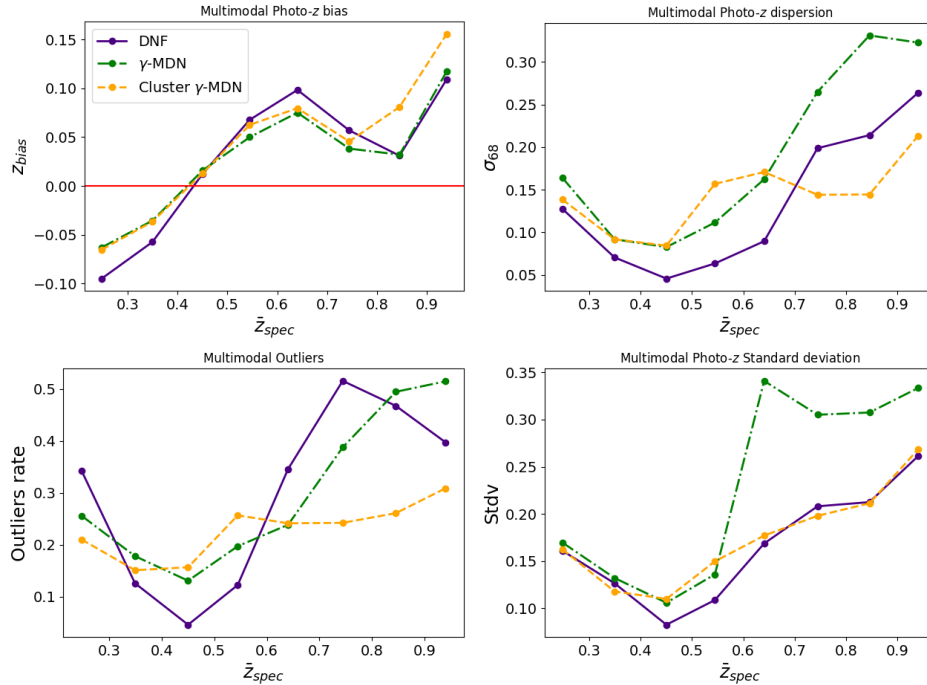 Multimodal Photo-z bias
0.15
0.10
0.05
0.00
−0.05
−0.10
z_bias
DNF
γ-MDN
Cluster γ-MDN
0.3 0.4 0.5 0.6 0.7 0.8 0.9
z̄_spec
Multimodal Photo-z dispersion
0.30
0.25
0.20
0.15
0.10
0.05
σ_68
0.3 0.4 0.5 0.6 0.7 0.8 0.9
z̄_spec
Multimodal Outliers
0.5
0.4
0.3
0.2
0.1
Outliers rate
0.3 0.4 0.5 0.6 0.7 0.8 0.9
z̄_spec
Multimodal Photo-z Standard deviation
0.35
0.30
0.25
0.20
0.15
0.10
Stdv
0.3 0.4 0.5 0.6 0.7 0.8 0.9
z̄_spec